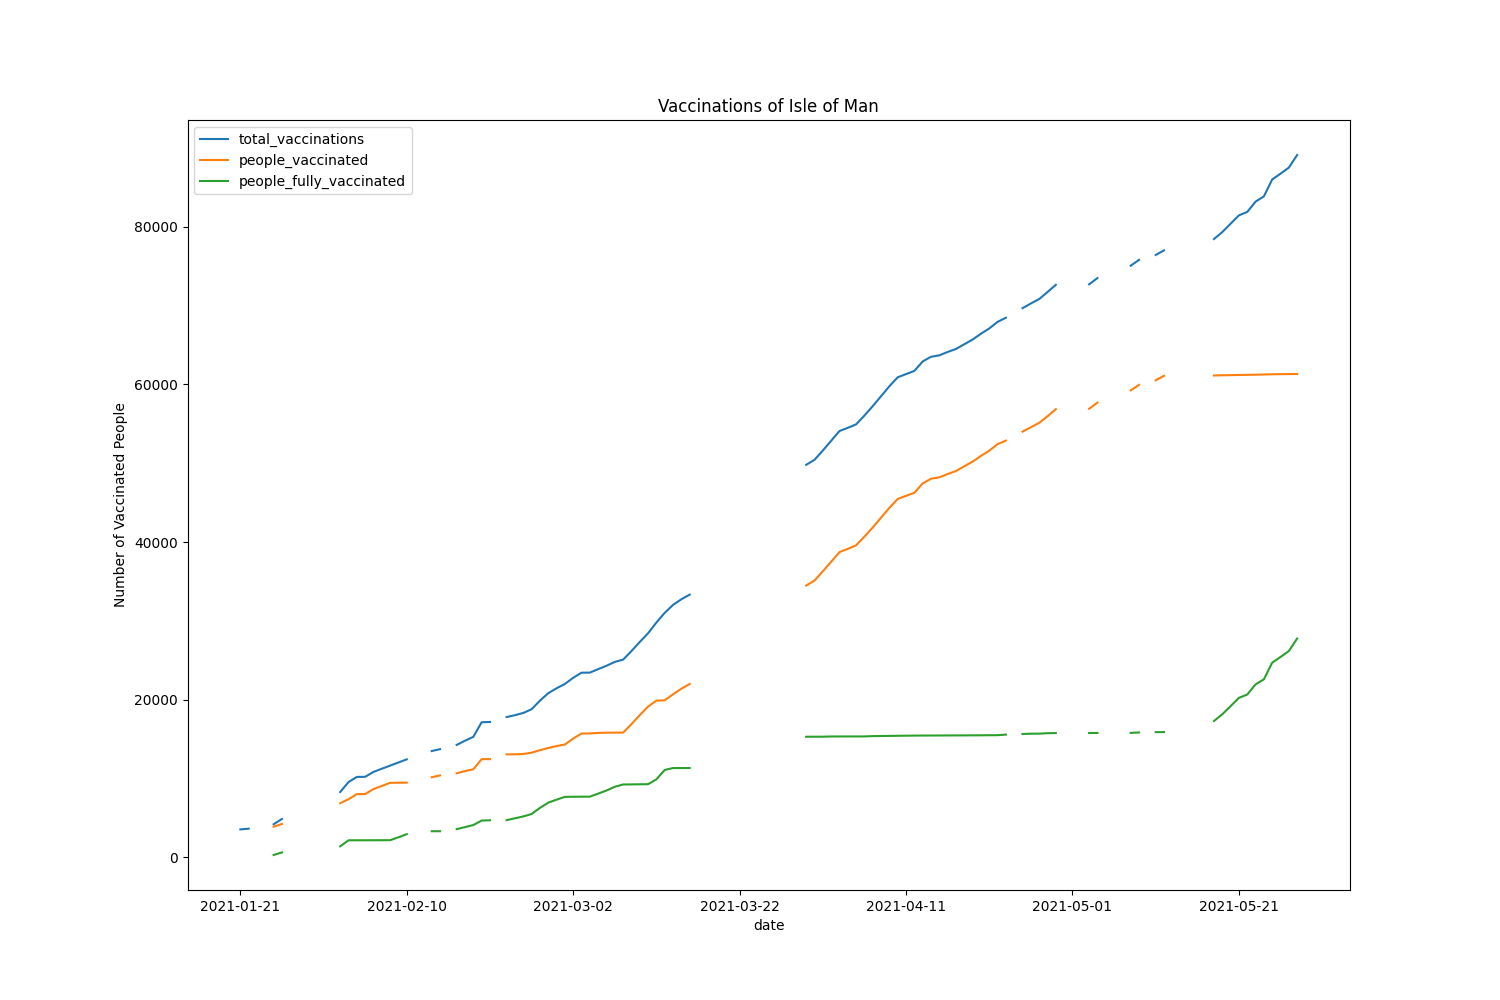 Vaccinations of Isle of Man
total_vaccinations
people_vaccinated
people_fully_vaccinated
Number of Vaccinated People
80000
60000
40000
20000
0
2021-01-21 2021-02-10 2021-03-02 2021-03-22 2021-04-11 2021-05-01 2021-05-21
date